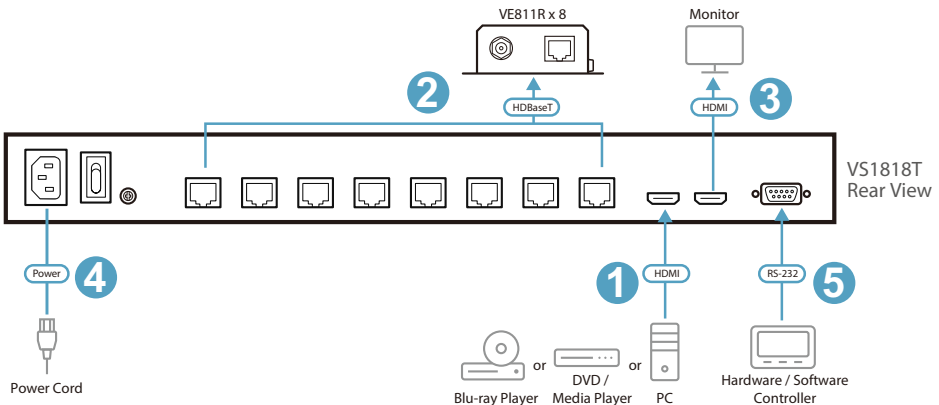 VE811R x 8
Monitor
2
HDBaseT
HDMI
3
VS1818T
Rear View
Power
4
1
HDMI
RS-232
5
Power Cord
or
or
Blu-ray Player
DVD /
Media Player
PC
Hardware / Software
Controller